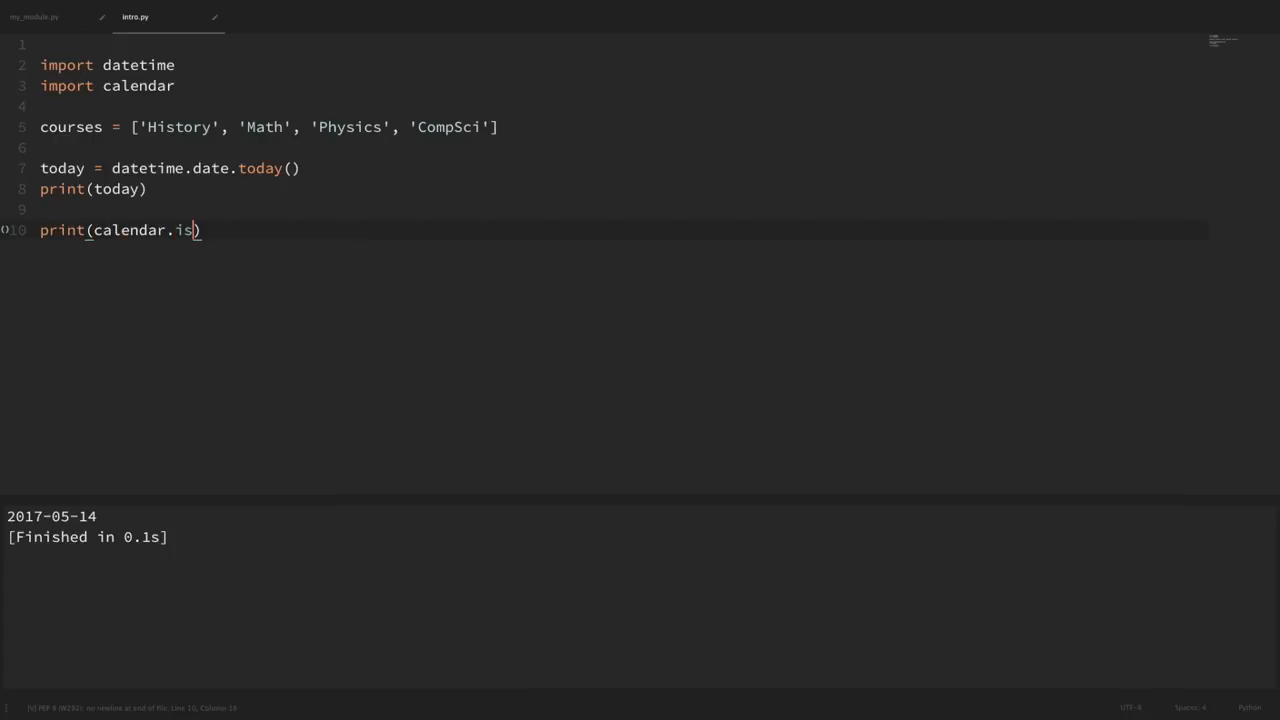 my_module.py intro.py
1
2 import datetime
3 import calendar
4
5 courses = ['History', 'Math', 'Physics', 'CompSci']
6
7 today = datetime.date.today()
8 print(today)
9
()10 print(calendar.is)
2017-05-14
[Finished in 0.1s]
[V] PEP 8 (W292): no newline at end of file. Line 10, Column 18 UTF-8 Spaces: 4 Python